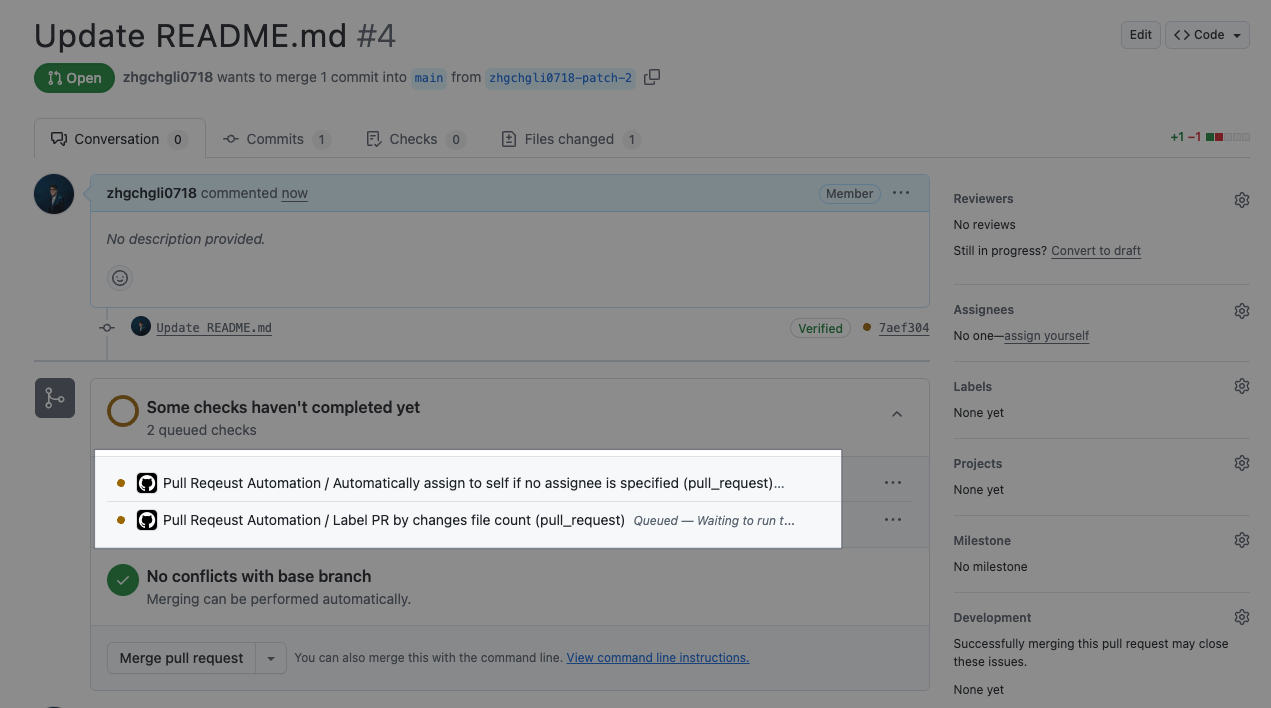 Update README.md #4
Edit
Code
Open
zhgchgli0718 wants to merge 1 commit into main from zhgchgli0718-patch-2
Conversation 0
Commits 1
Checks 0
Files changed 1
+1 −1
zhgchgli0718 commented now
Member
No description provided.
Update README.md
Verified
7aef304
Some checks haven't completed yet
2 queued checks
Pull Reqeust Automation / Automatically assign to self if no assignee is specified (pull_request)...
Pull Reqeust Automation / Label PR by changes file count (pull_request) Queued — Waiting to run t...
No conflicts with base branch
Merging can be performed automatically.
Merge pull request
You can also merge this with the command line. View command line instructions.
Reviewers
No reviews
Still in progress? Convert to draft
Assignees
No one—assign yourself
Labels
None yet
Projects
None yet
Milestone
No milestone
Development
Successfully merging this pull request may close
these issues.
None yet